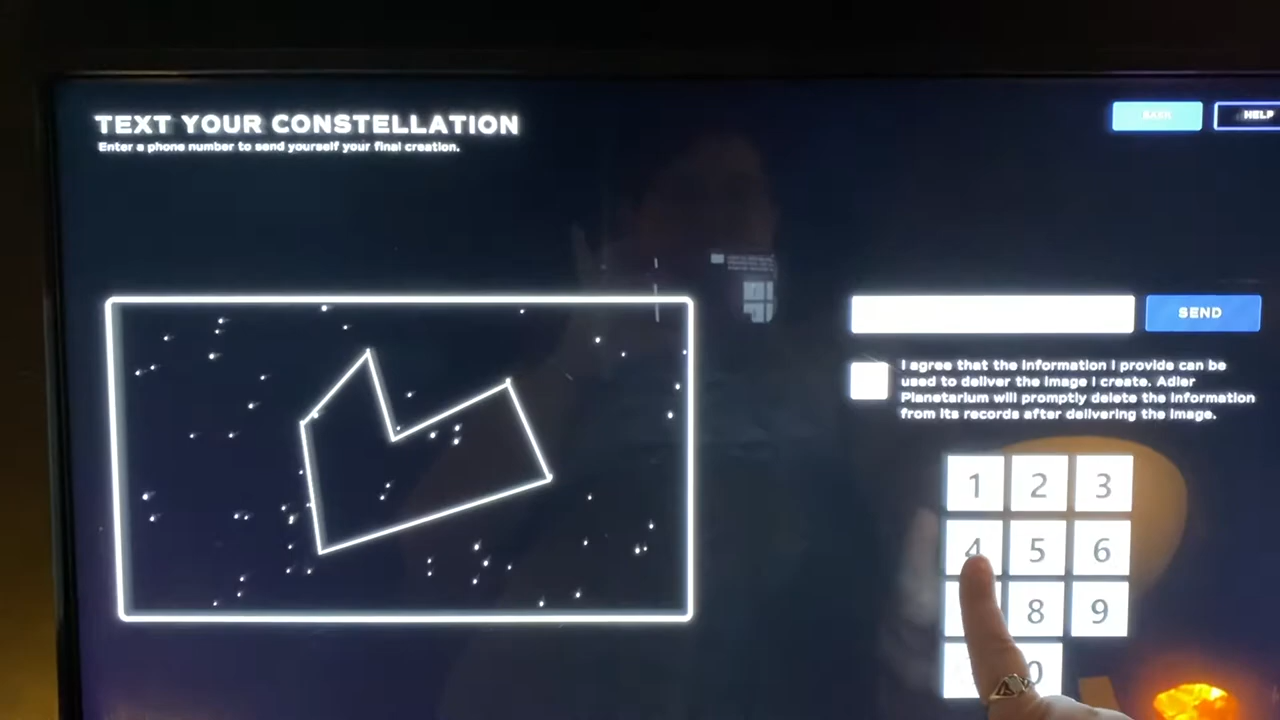 TEXT YOUR CONSTELLATION
Enter a phone number to send yourself your final creation.
HELP
SEND
I agree that the information I provide can be
used to deliver the image I create. Adler
Planetarium will promptly delete the information
from its records after delivering the image.
1 2 3
4 5 6
8 9
0